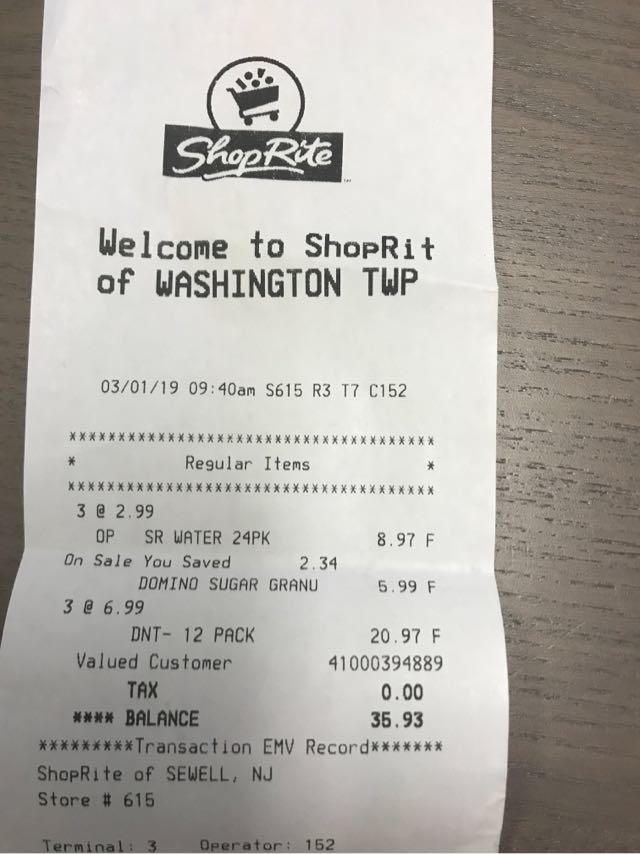 ShopRite
Welcome to ShopRit
of WASHINGTON TWP
03/01/19 09:40am S615 R3 T7 C152
*************************************
* Regular Items *
*************************************
3 @ 2.99
OP SR WATER 24PK 8.97 F
On Sale You Saved 2.34
DOMINO SUGAR GRANU 5.99 F
3 @ 6.99
DNT- 12 PACK 20.97 F
Valued Customer 41000394889
TAX 0.00
**** BALANCE 35.93
*********Transaction EMV Record*******
ShopRite of SEWELL, NJ
Store # 615
Terminal: 3 Operator: 152